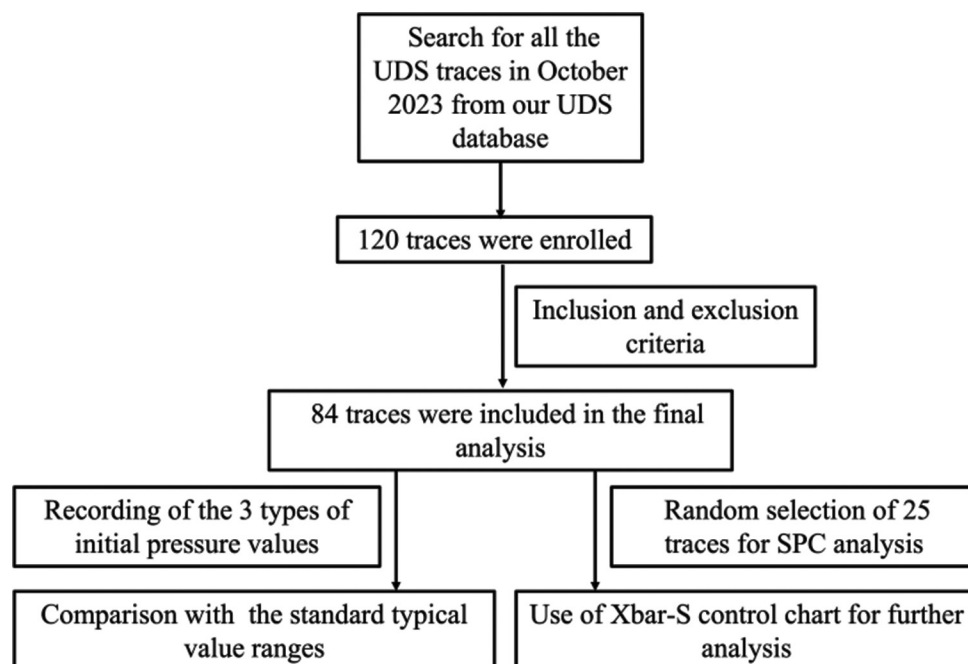 Search for all the
UDS traces in October
2023 from our UDS
database
120 traces were enrolled
Inclusion and exclusion
criteria
84 traces were included in the final
analysis
Recording of the 3 types of
initial pressure values
Random selection of 25
traces for SPC analysis
Comparison with the standard typical
value ranges
Use of Xbar-S control chart for further
analysis